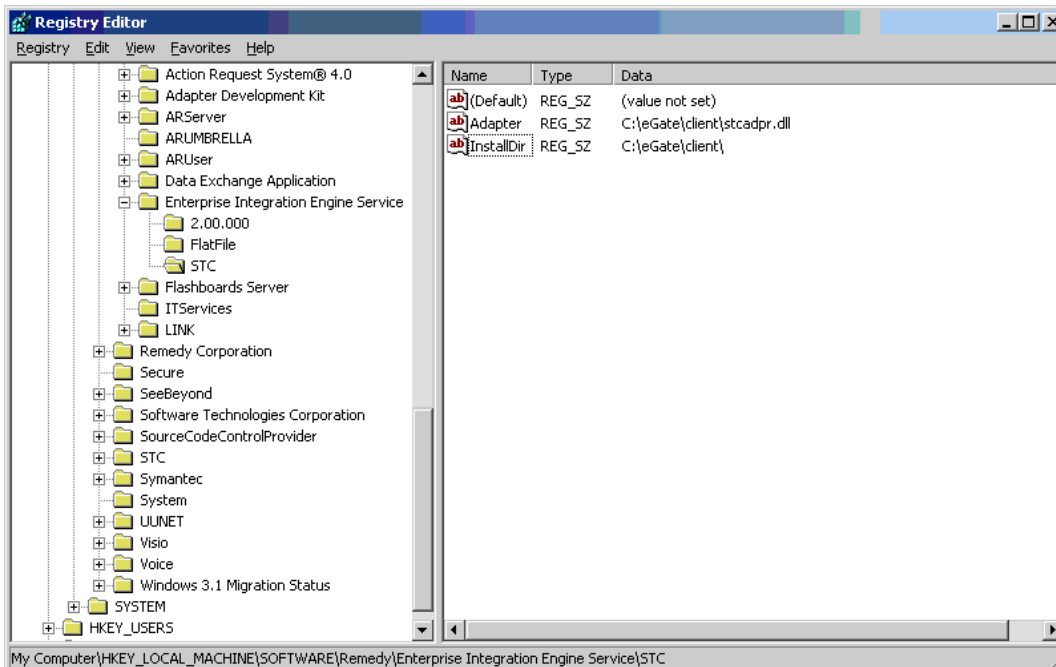 Registry Editor
Registry Edit View Favorites Help
Action Request System® 4.0
Adapter Development Kit
ARServer
ARUMBRELLA
ARUser
Data Exchange Application
Enterprise Integration Engine Service
2.00.000
FlatFile
STC
Flashboards Server
ITServices
LINK
Remedy Corporation
Secure
SeeBeyond
Software Technologies Corporation
SourceCodeControlProvider
STC
Symantec
System
UUNET
Visio
Voice
Windows 3.1 Migration Status
SYSTEM
HKEY_USERS
Name Type Data
ab (Default) REG_SZ (value not set)
ab Adapter REG_SZ C:\eGate\client\stcadpr.dll
ab InstallDir REG_SZ C:\eGate\client\
My Computer\HKEY_LOCAL_MACHINE\SOFTWARE\Remedy\Enterprise Integration Engine Service\STC